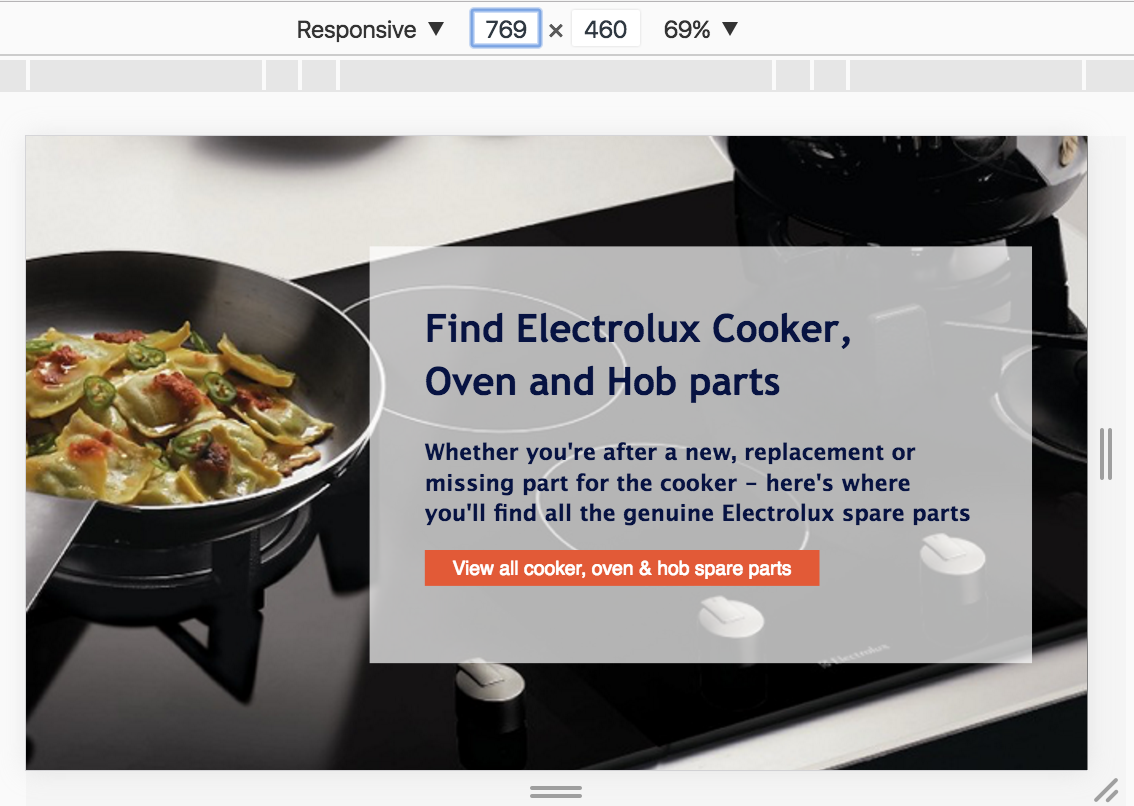 Responsive ▼ 769 × 460 69% ▼
Find Electrolux Cooker,
Oven and Hob parts
Whether you're after a new, replacement or
missing part for the cooker – here's where
you'll find all the genuine Electrolux spare parts
View all cooker, oven & hob spare parts
Electrolux